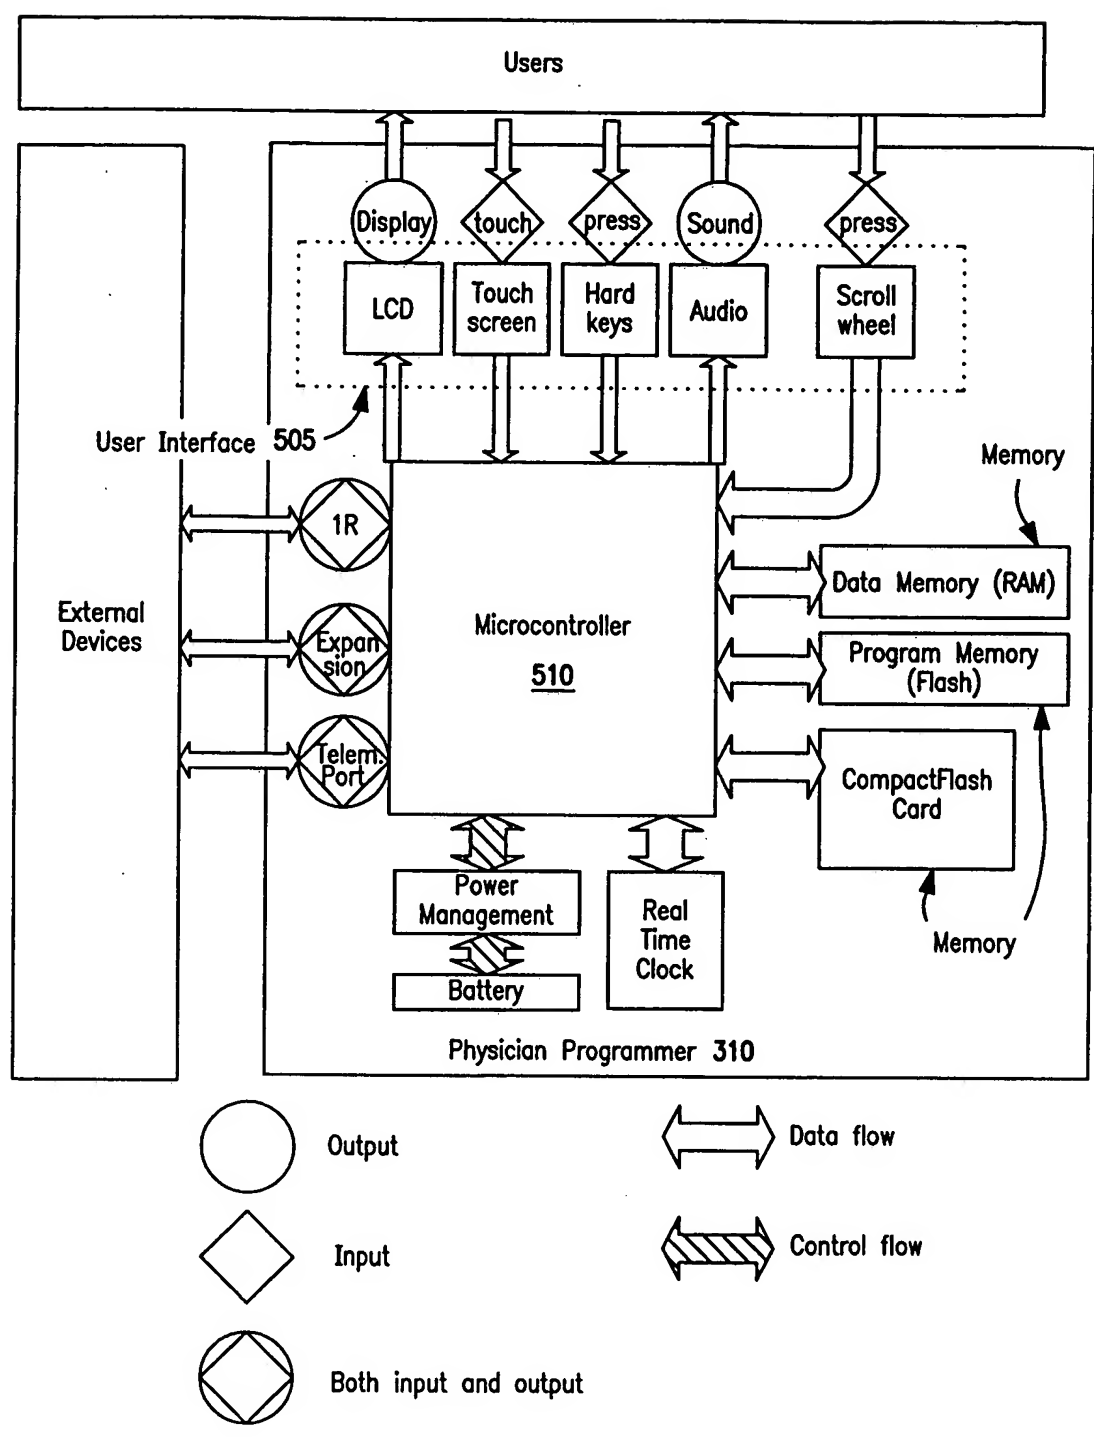 Users
Display
touch
press
Sound
press
LCD
Touch
screen
Hard
keys
Audio
Scroll
wheel
User Interface 505
Memory
1R
External
Devices
Expan
sion
Telem.
Port
Microcontroller
510
Data Memory (RAM)
Program Memory
(Flash)
CompactFlash
Card
Memory
Power
Management
Battery
Real
Time
Clock
Physician Programmer 310
Output
Data flow
Input
Control flow
Both input and output